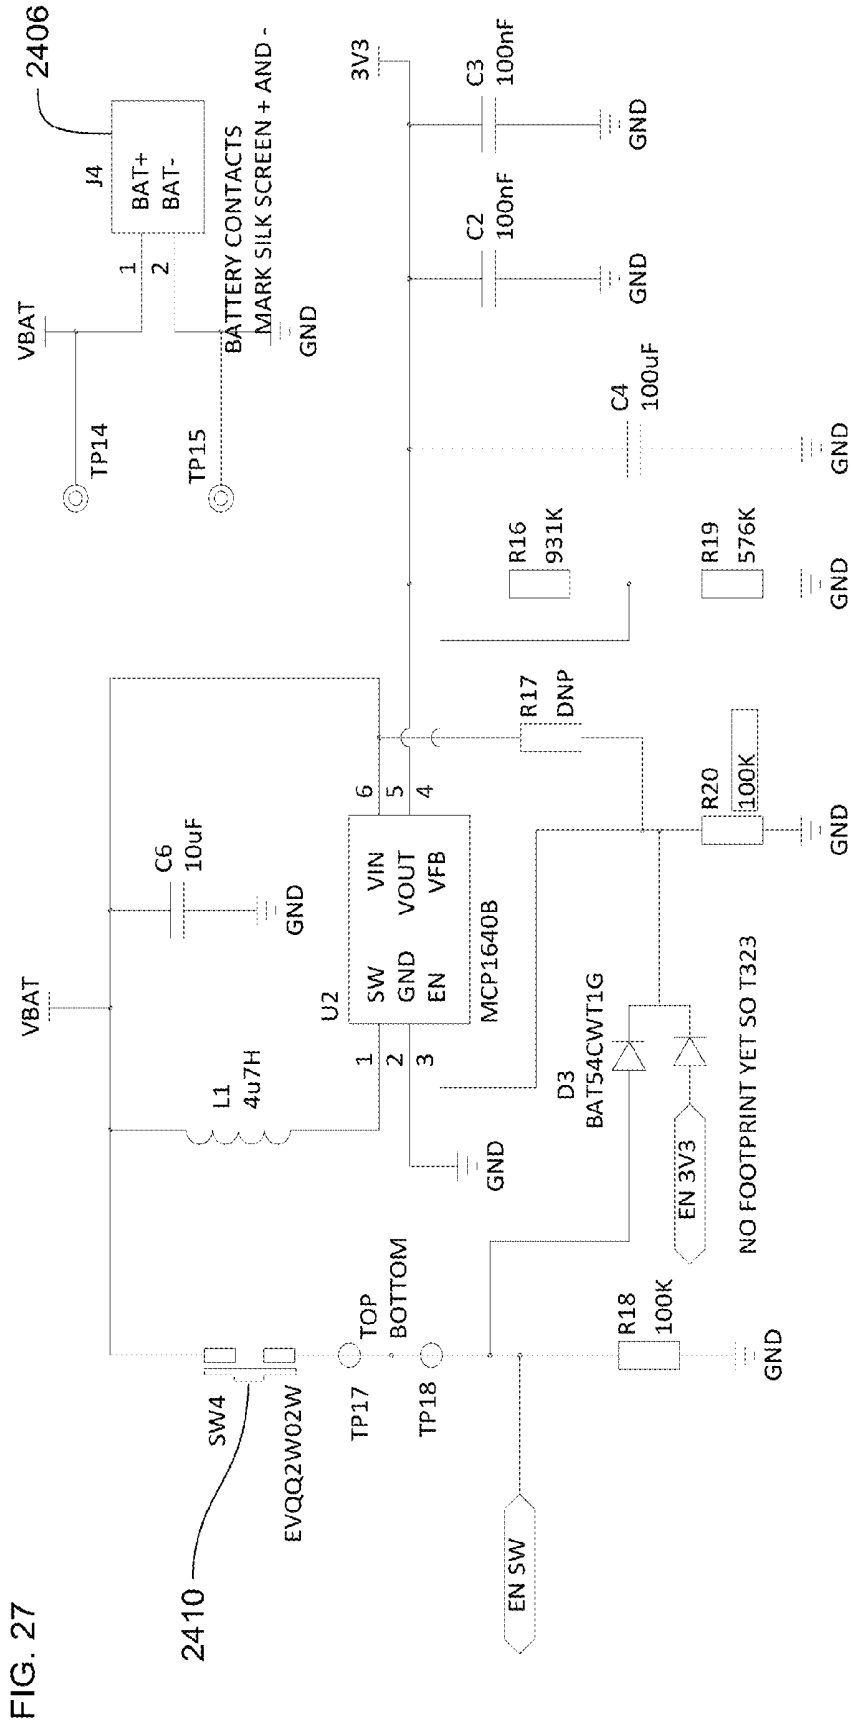 FIG. 27
2410
SW4
EVQQ2W02W
TP17
TOP
BOTTOM
TP18
EN SW
R18
100K
GND
VBAT
L1
4u7H
C6
10uF
GND
U2
1
2
3
SW
GND
EN
VIN
VOUT
VFB
6
5
4
MCP1640B
GND
D3
BAT54CWT1G
EN 3V3
NO FOOTPRINT YET SO T323
R17
DNP
R20
100K
GND
R16
931K
R19
576K
GND
C4
100uF
GND
C2
100nF
GND
C3
100nF
GND
3V3
TP14
TP15
VBAT
GND
1
2
J4
BAT+
BAT-
2406
BATTERY CONTACTS
MARK SILK SCREEN + AND -